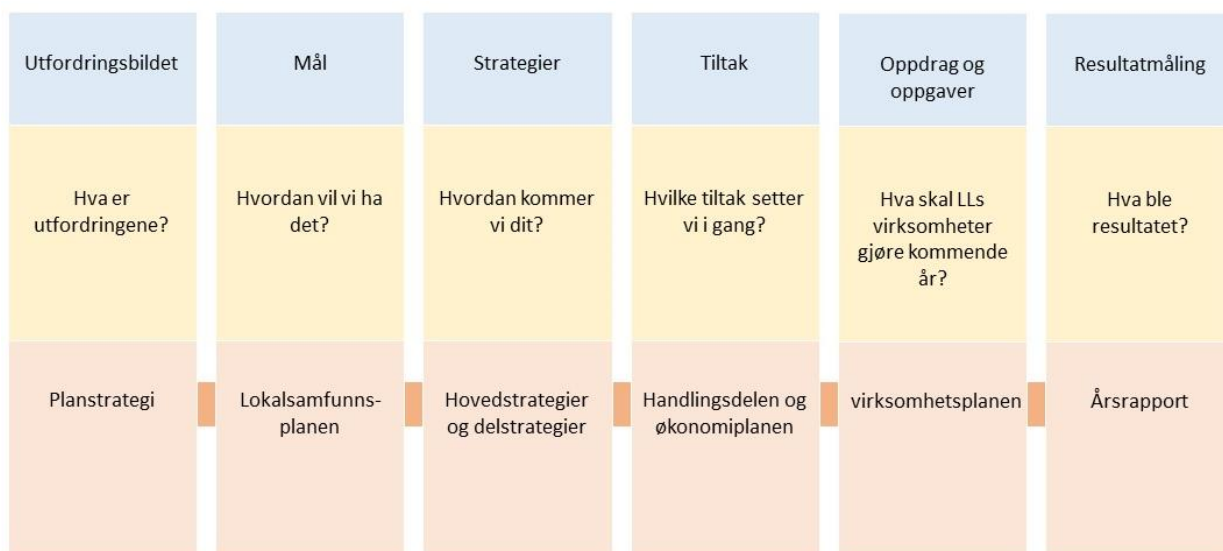 Utfordringsbildet
Mål
Strategier
Tiltak
Oppdrag og
oppgaver
Resultatmåling
Hva er
utfordringene?
Hvordan vil vi ha
det?
Hvordan kommer
vi dit?
Hvilke tiltak setter
vi i gang?
Hva skal LLs
virksomheter
gjøre kommende
år?
Hva ble
resultatet?
Planstrategi
Lokalsamfunns-
planen
Hovedstrategier
og delstrategier
Handlingsdelen og
økonomiplanen
virksomhetsplanen
Årsrapport